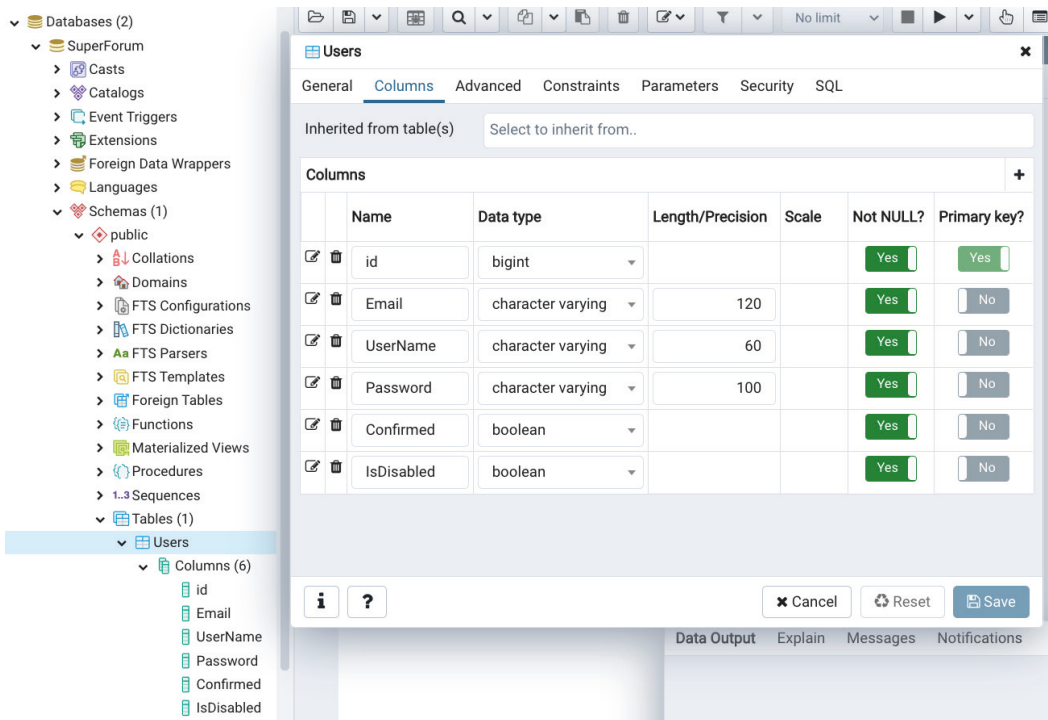 Databases (2)
SuperForum
Casts
Catalogs
Event Triggers
Extensions
Foreign Data Wrappers
Languages
Schemas (1)
public
Collations
Domains
FTS Configurations
FTS Dictionaries
Aa FTS Parsers
FTS Templates
Foreign Tables
Functions
Materialized Views
Procedures
1..3 Sequences
Tables (1)
Users
Columns (6)
id
Email
UserName
Password
Confirmed
IsDisabled
No limit
Users
General Columns Advanced Constraints Parameters Security SQL
Inherited from table(s) Select to inherit from..
Columns
Name Data type Length/Precision Scale Not NULL? Primary key?
id bigint Yes Yes
Email character varying 120 Yes No
UserName character varying 60 Yes No
Password character varying 100 Yes No
Confirmed boolean Yes No
IsDisabled boolean Yes No
i ? Cancel Reset Save
Data Output Explain Messages Notifications